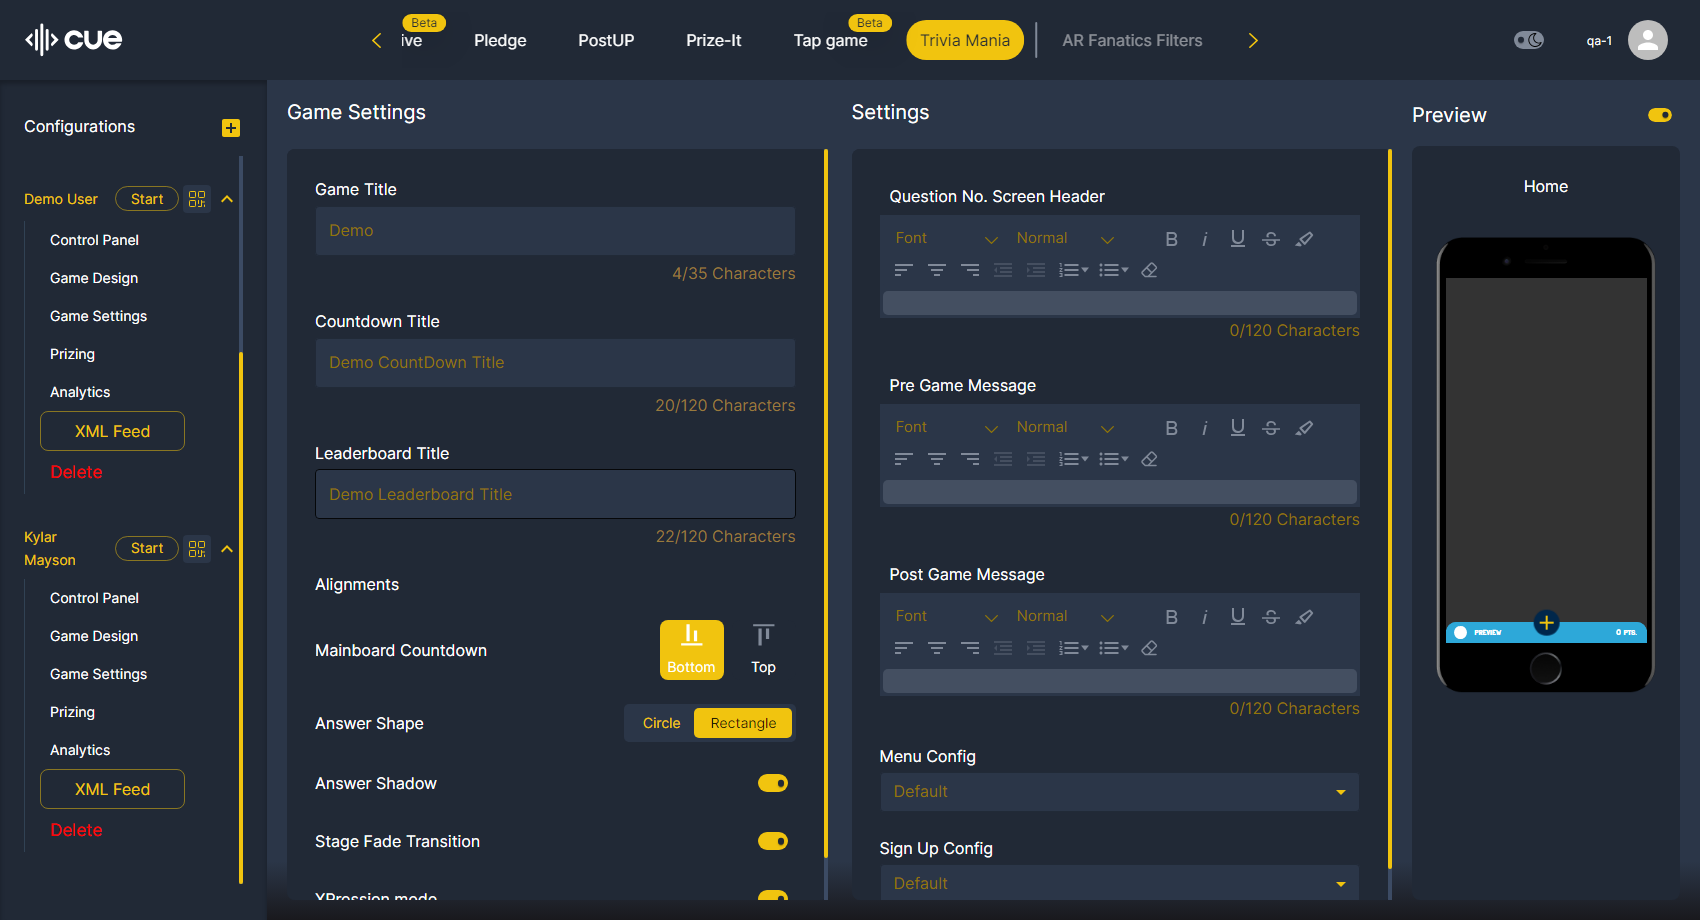 cue
Beta
ive
Pledge
PostUP
Prize-It
Tap game
Beta
Trivia Mania
AR Fanatics Filters
qa-1
Configurations
Demo User
Start
Control Panel
Game Design
Game Settings
Prizing
Analytics
XML Feed
Delete
Kylar
Mayson
Start
Control Panel
Game Design
Game Settings
Prizing
Analytics
XML Feed
Delete
Game Settings
Game Title
Demo
4/35 Characters
Countdown Title
Demo CountDown Title
20/120 Characters
Leaderboard Title
Demo Leaderboard Title
22/120 Characters
Alignments
Mainboard Countdown
Bottom
Top
Answer Shape
Circle
Rectangle
Answer Shadow
Stage Fade Transition
XPression mode
Settings
Question No. Screen Header
Font
Normal
0/120 Characters
Pre Game Message
Font
Normal
0/120 Characters
Post Game Message
Font
Normal
0/120 Characters
Menu Config
Default
Sign Up Config
Default
Preview
Home
PREVIEW
0 PTS.